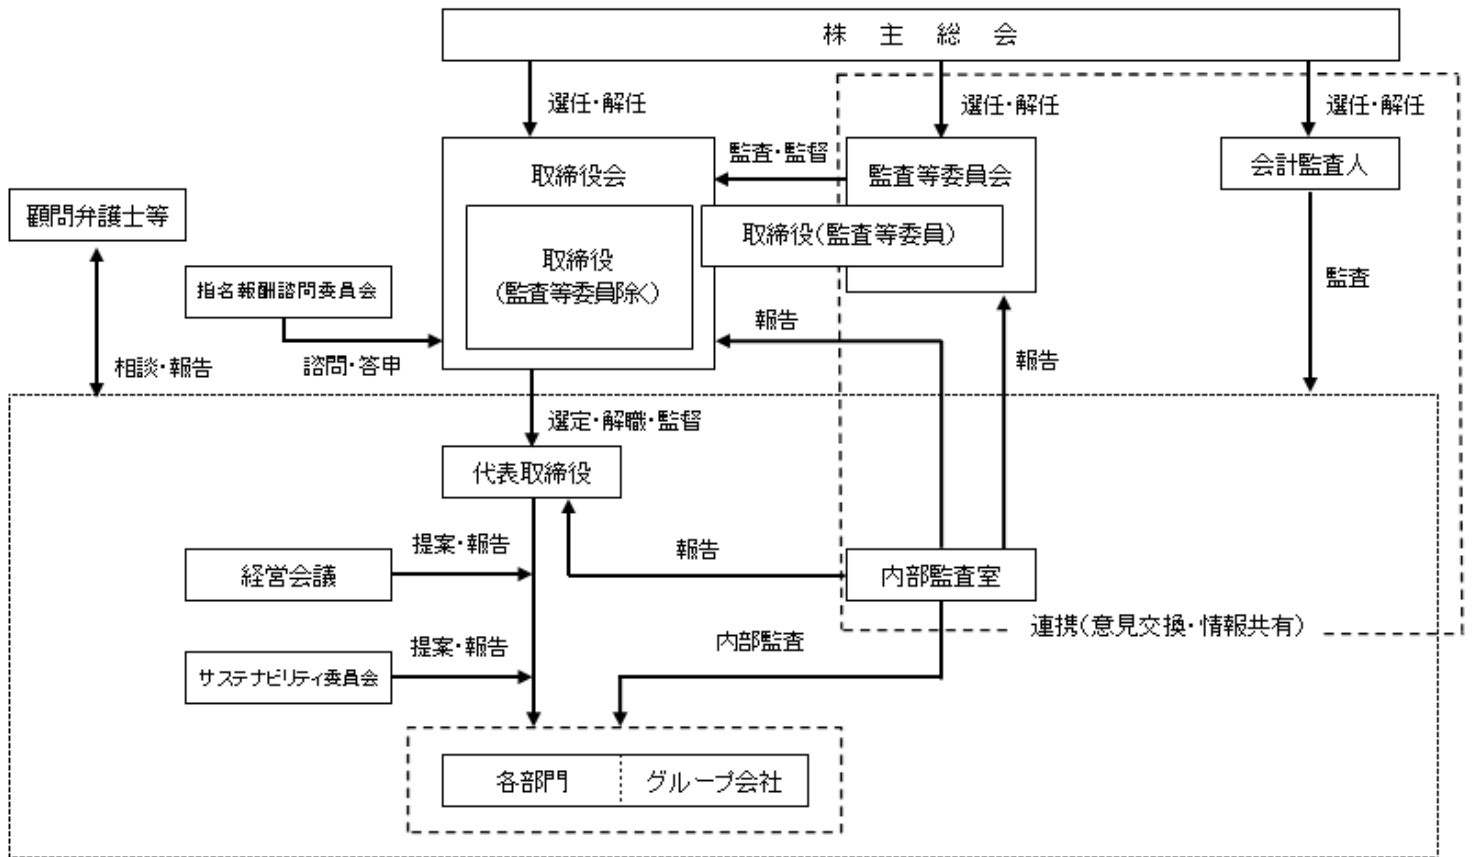 株 主 総 会
選任・解任
選任・解任
選任・解任
取締役会
監査・監督
監査等委員会
会計監査人
顧問弁護士等
取締役
(監査等委員除く)
取締役(監査等委員)
指名報酬諮問委員会
監査
報告
報告
相談・報告
諮問・答申
選定・解職・監督
代表取締役
提案・報告
報告
経営会議
内部監査室
連携(意見交換・情報共有)
提案・報告
内部監査
サステナビリティ委員会
各部門
グループ会社